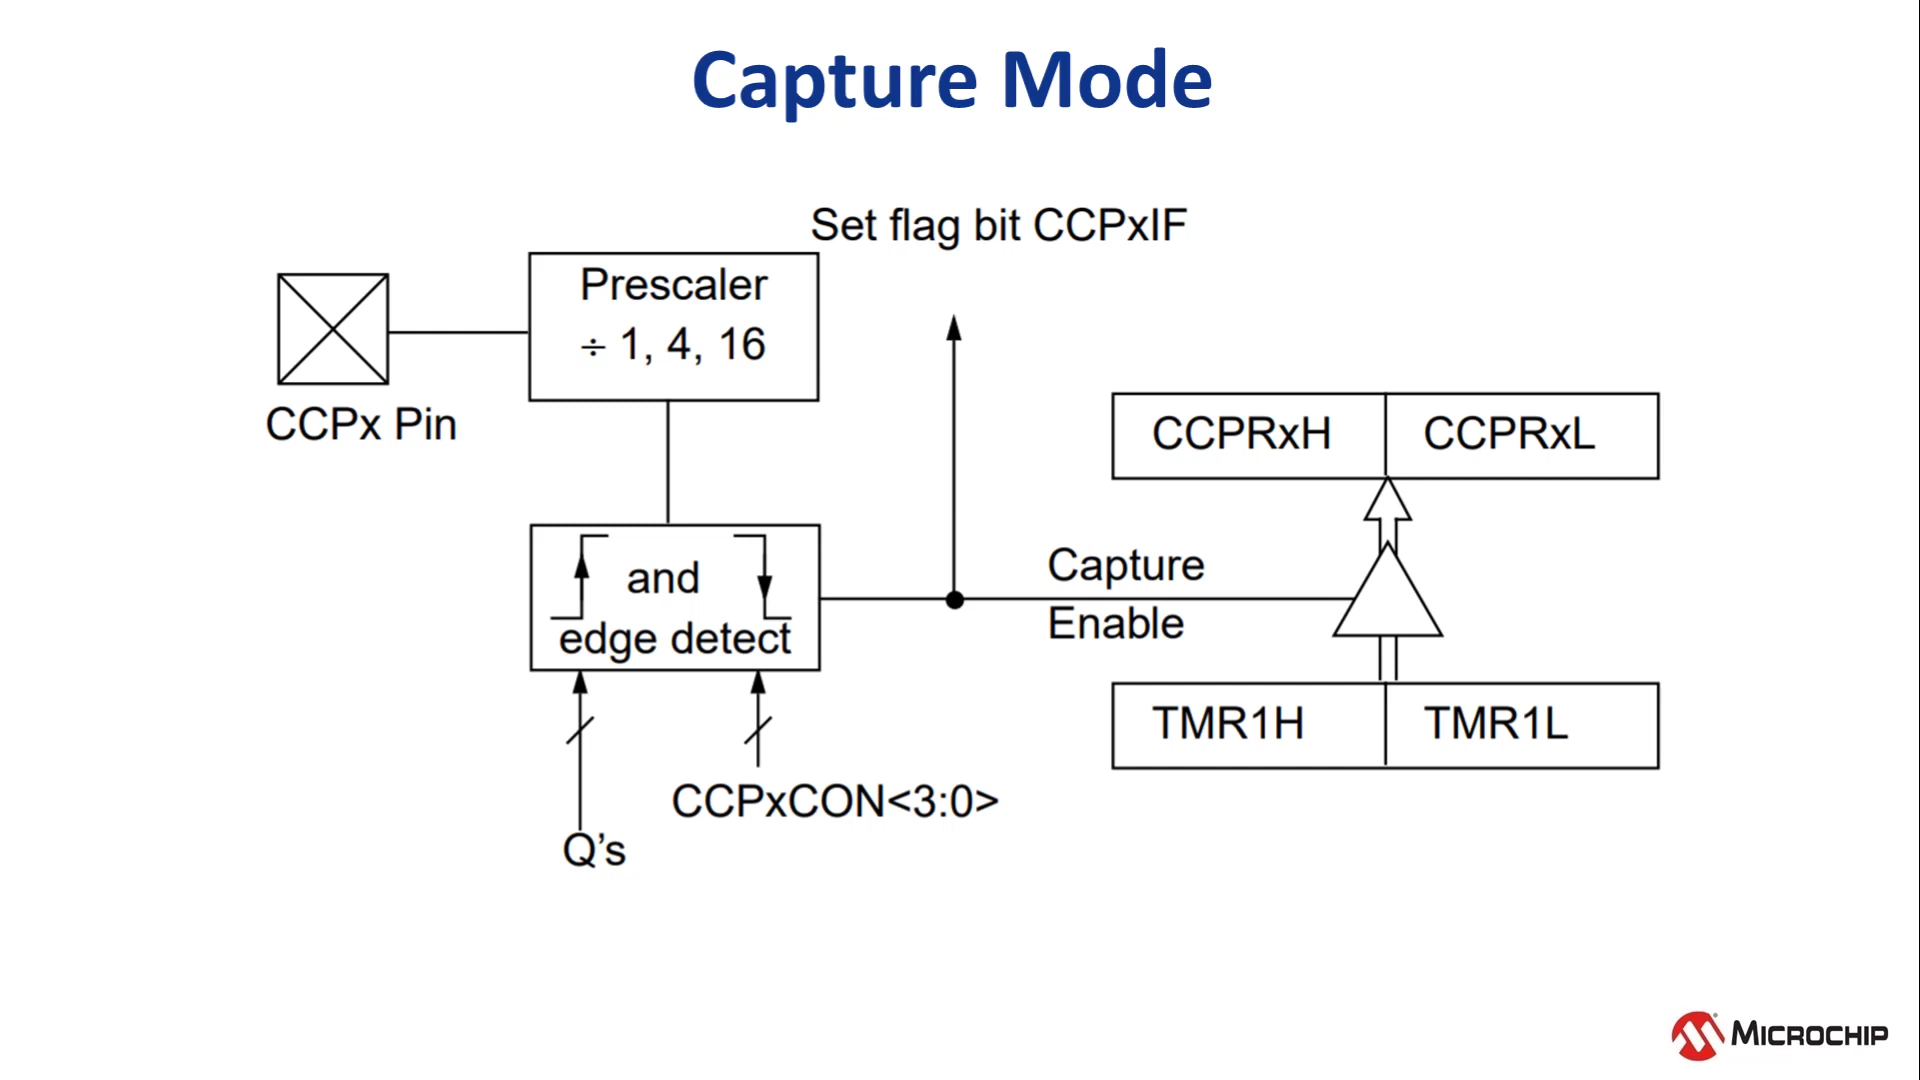 Capture Mode
Set flag bit CCPxIF
Prescaler
÷ 1, 4, 16
CCPx Pin
CCPRxH
CCPRxL
and
edge detect
Capture
Enable
TMR1H
TMR1L
CCPxCON<3:0>
Q’s
MICROCHIP